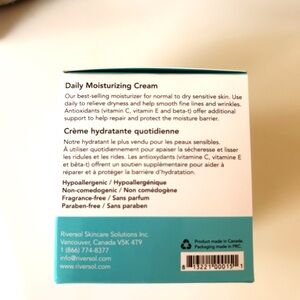 Daily Moisturizing Cream
Our best-selling moisturizer for normal to dry sensitive skin. Use
daily to relieve dryness and help smooth fine lines and wrinkles.
Antioxidants (vitamin C, vitamin E and beta-t) offer additional
support to help repair and protect the moisture barrier.
Crème hydratante quotidienne
Notre hydratant le plus vendu pour les peaux sensibles.
À utiliser quotidiennement pour apaiser la sécheresse et lisser
les ridules et les rides. Les antioxydants (vitamine C, vitamine E
et bêta-t) offrent un soutien supplémentaire pour aider à
réparer et à protéger la barrière d'hydratation.
Hypoallergenic / Hypoallergénique
Non-comedogenic / Non comédogène
Fragrance-free / Sans parfum
Paraben-free / Sans paraben
Riversol Skincare Solutions Inc.
Vancouver, Canada V5K 4T9
1 (866) 774-8377
info@riversol.com
Product made in Canada.
Packaging made in PRC.
8 13221 00015 1